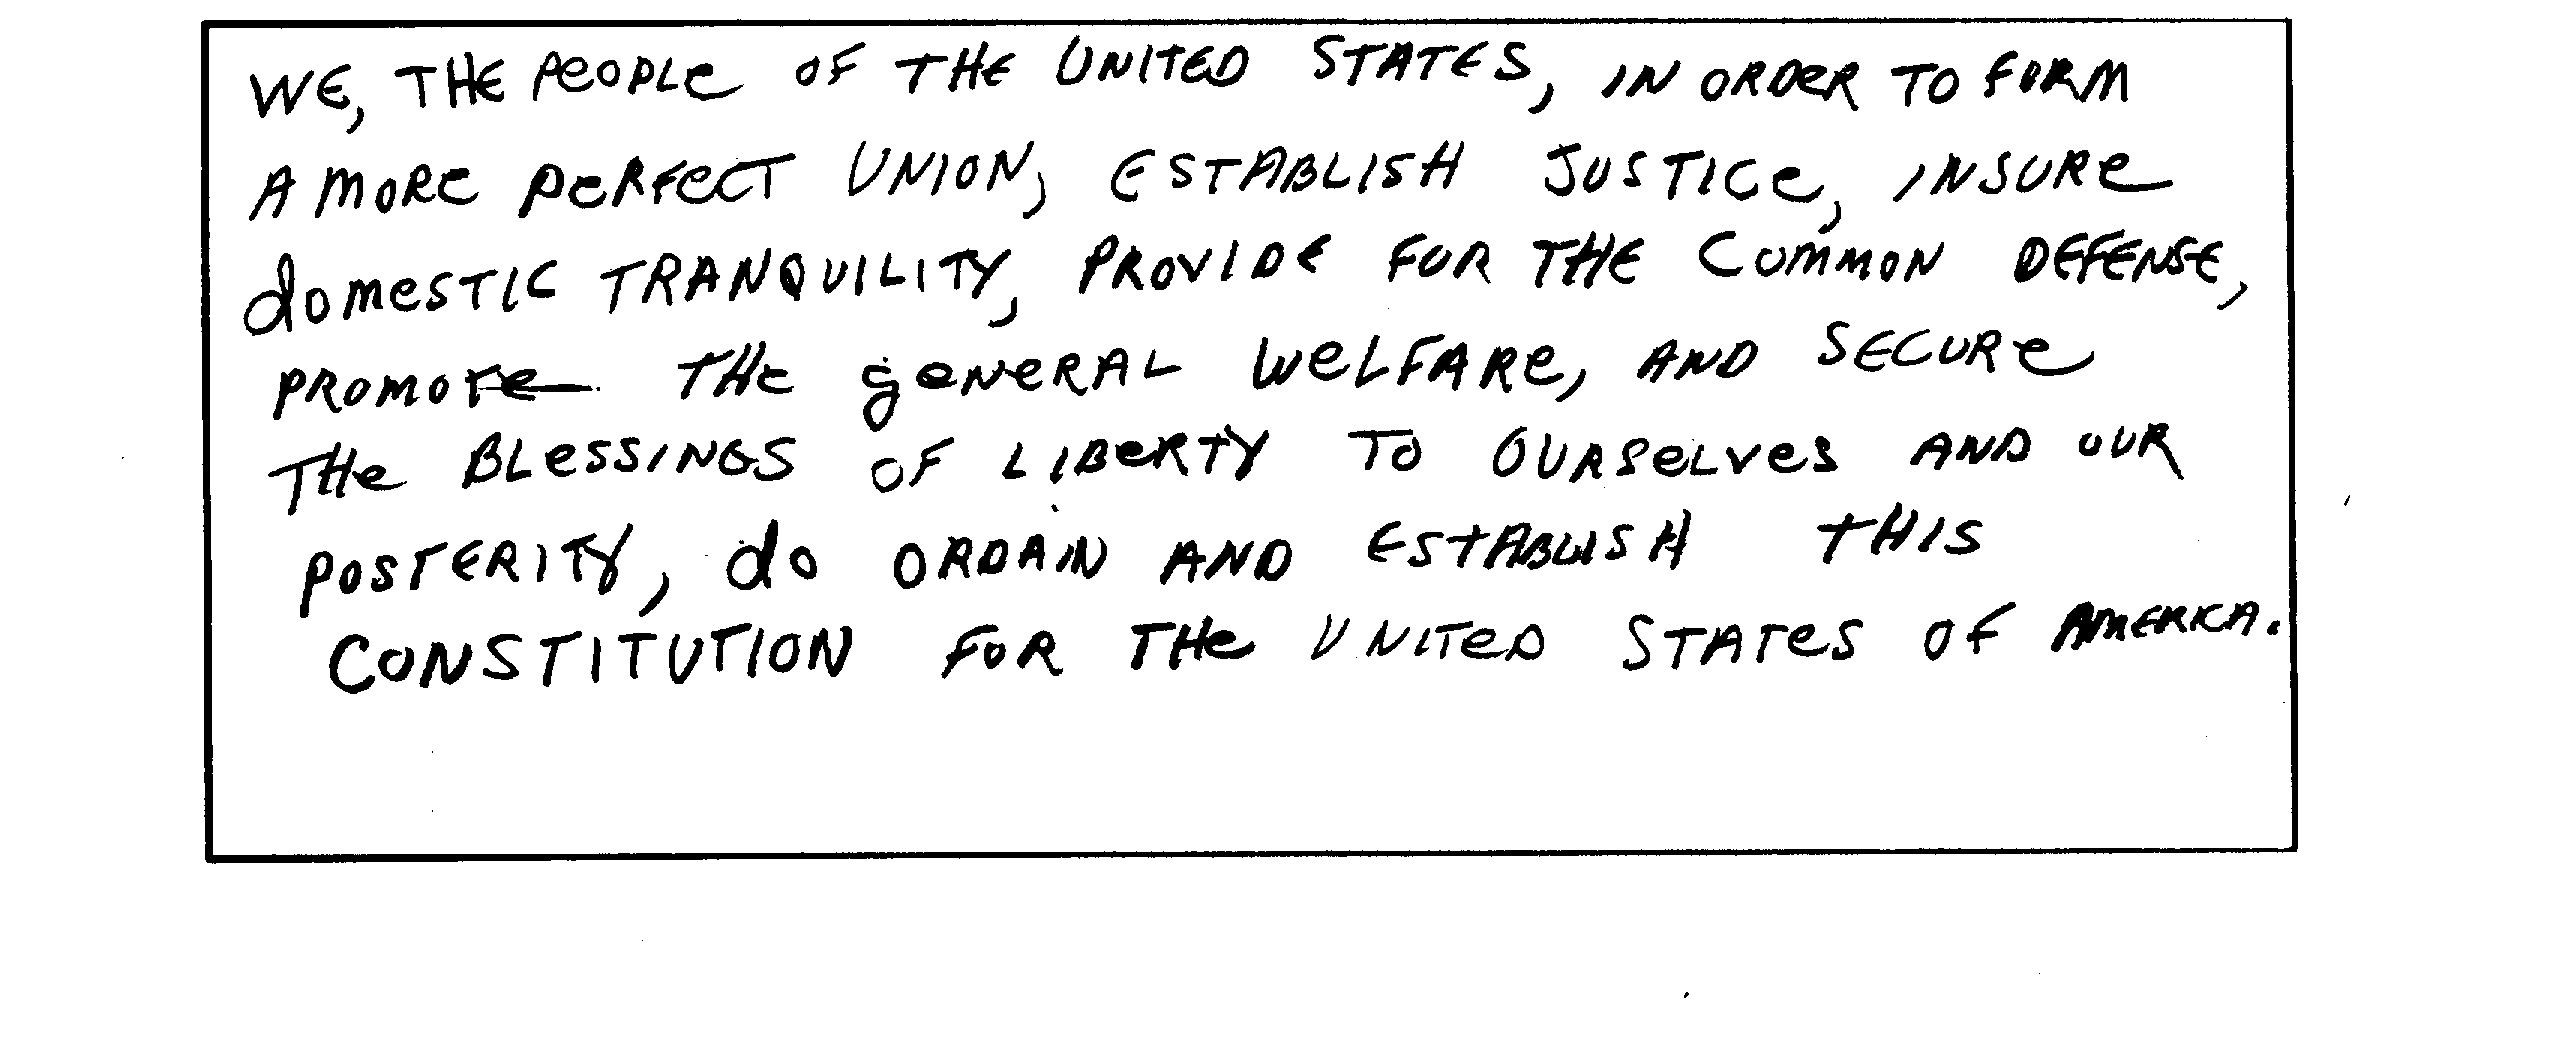 WE, THE PEOPLE OF THE UNITED STATES, IN ORDER TO FORM
A MORE PERFECT UNION, ESTABLISH JUSTICE, INSURE
domESTIC TRANQUILITY, PROVIDE FOR THE COMMON DEFENSE,
PROMOTE THE GENERAL WELFARE, AND SECURE
THE BLESSINGS OF LIBERTY TO OURSELVES AND OUR
POSTERITY, do ORDAIN AND ESTABLISH THIS
CONSTITUTION FOR THE UNITED STATES OF AMERICA.